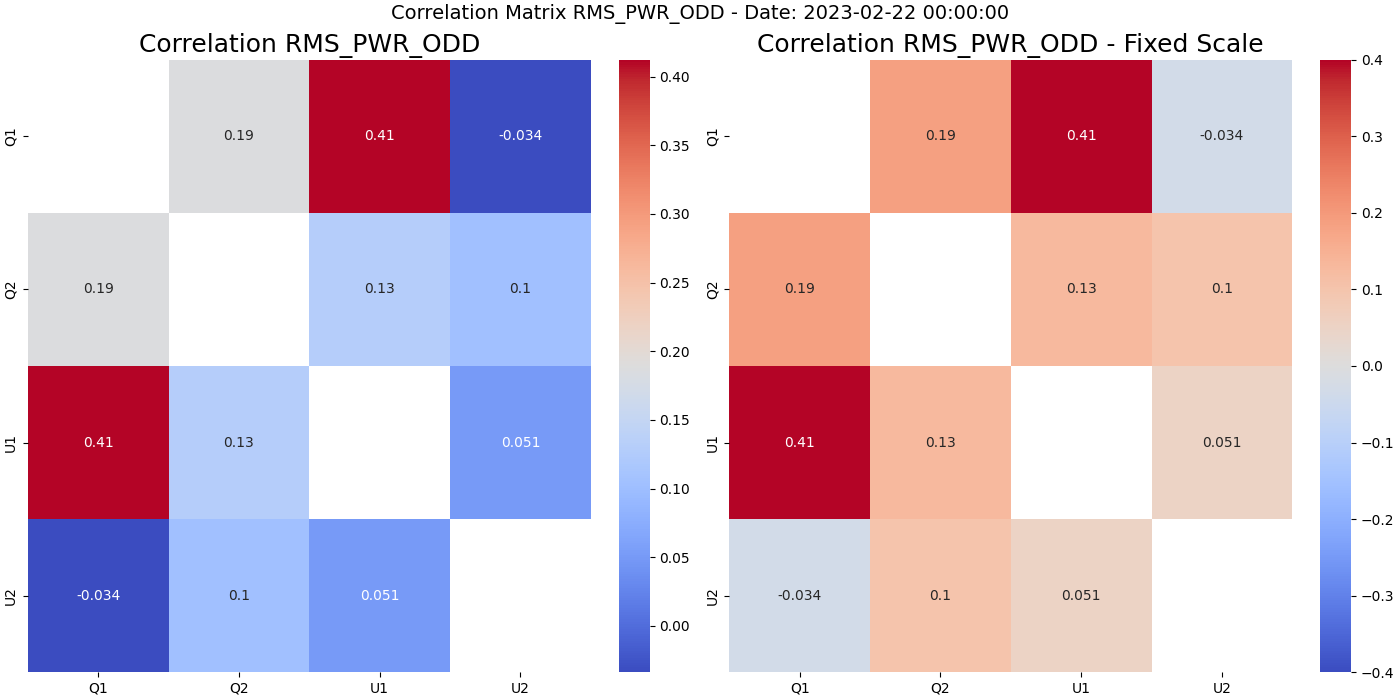 Correlation Matrix RMS_PWR_ODD - Date: 2023-02-22 00:00:00
Correlation RMS_PWR_ODD
Q1
0.19
0.41
-0.034
Q2
0.19
0.13
0.1
U1
0.41
0.13
0.051
U2
-0.034
0.1
0.051
Q1
Q2
U1
U2
0.40
0.35
0.30
0.25
0.20
0.15
0.10
0.05
0.00
Correlation RMS_PWR_ODD - Fixed Scale
Q1
0.19
0.41
-0.034
Q2
0.19
0.13
0.1
U1
0.41
0.13
0.051
U2
-0.034
0.1
0.051
Q1
Q2
U1
U2
0.4
0.3
0.2
0.1
0.0
−0.1
−0.2
−0.3
−0.4